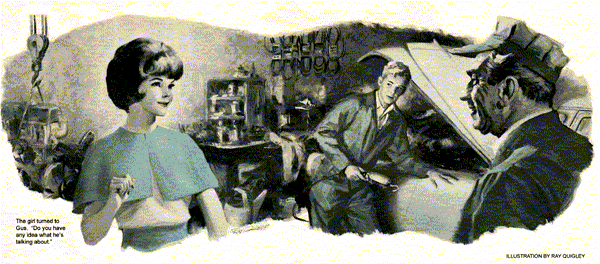 The girl turned to
Gus. "Do you have
any idea what he's
talking about."
ILLUSTRATION BY RAY QUIGLEY